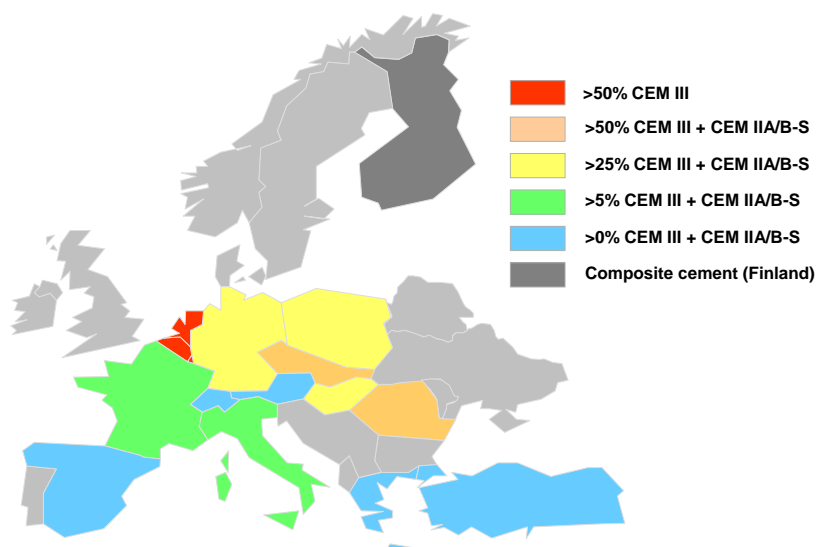 >50% CEM III
>50% CEM III + CEM IIA/B-S
>25% CEM III + CEM IIA/B-S
>5% CEM III + CEM IIA/B-S
>0% CEM III + CEM IIA/B-S
Composite cement (Finland)